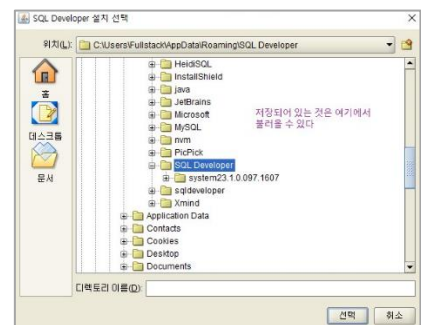 SQL Developer 설치 선택
위치(L):
C:\Users\Fullstack\AppData\Roaming\SQL Developer
홈
데스크톱
문서
HeidiSQL
InstallShield
java
JetBrains
Microsoft
MySQL
nvm
PicPick
SQL Developer
system23.1.0.097.1607
sqldeveloper
Xmind
Application Data
Contacts
Cookies
Desktop
Documents
저장되어 있는 것은 여기에서
불러올 수 있다
디렉토리 이름(D):
선택
취소